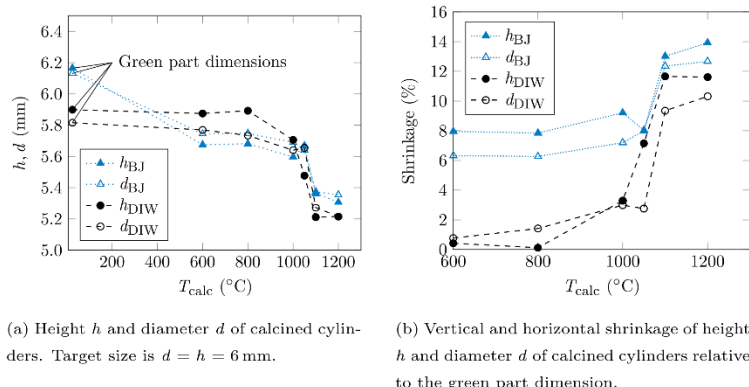 6.4
6.2
6.0
5.8
5.6
5.4
5.2
5.0
h, d (mm)
Green part dimensions
h_BJ
d_BJ
h_DIW
d_DIW
200 400 600 800 1000 1200
T_calc (°C)
(a) Height h and diameter d of calcined cylin-
ders. Target size is d = h = 6 mm.
16
14
12
10
8
6
4
2
0
Shrinkage (%)
h_BJ
d_BJ
h_DIW
d_DIW
600 800 1000 1200
T_calc (°C)
(b) Vertical and horizontal shrinkage of height
h and diameter d of calcined cylinders relative
to the green part dimension.